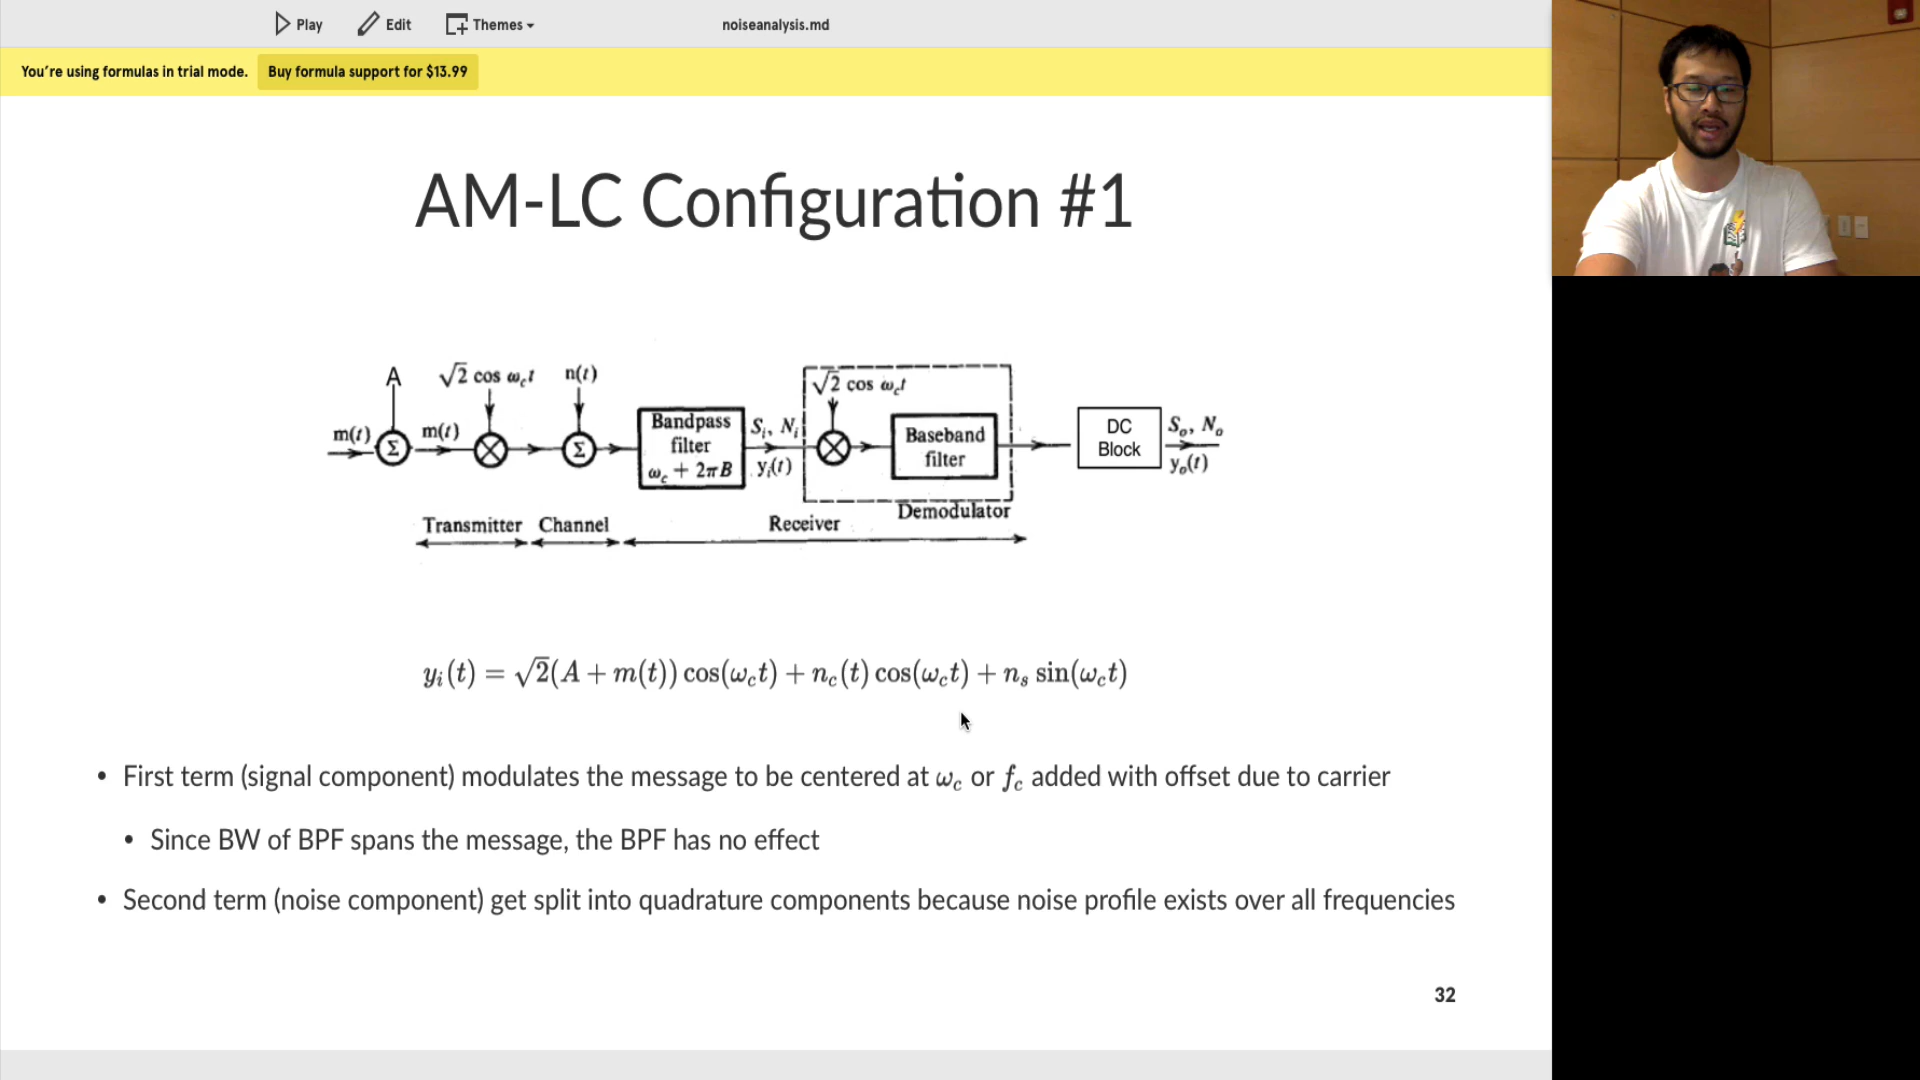 Play Edit Themes noiseanalysis.md
You're using formulas in trial mode. Buy formula support for $13.99
AM-LC Configuration #1
A √2 cos ω_c t n(t) √2 cos ω_c t
m(t) Σ m(t) Σ Bandpass filter ω_c + 2πB S_i, N_i y_i(t) Baseband filter DC Block S_o, N_o y_o(t)
Transmitter Channel Receiver Demodulator
y_i(t) = √2(A + m(t)) cos(ω_c t) + n_c(t) cos(ω_c t) + n_s sin(ω_c t)
• First term (signal component) modulates the message to be centered at ω_c or f_c added with offset due to carrier
• Since BW of BPF spans the message, the BPF has no effect
• Second term (noise component) get split into quadrature components because noise profile exists over all frequencies
32